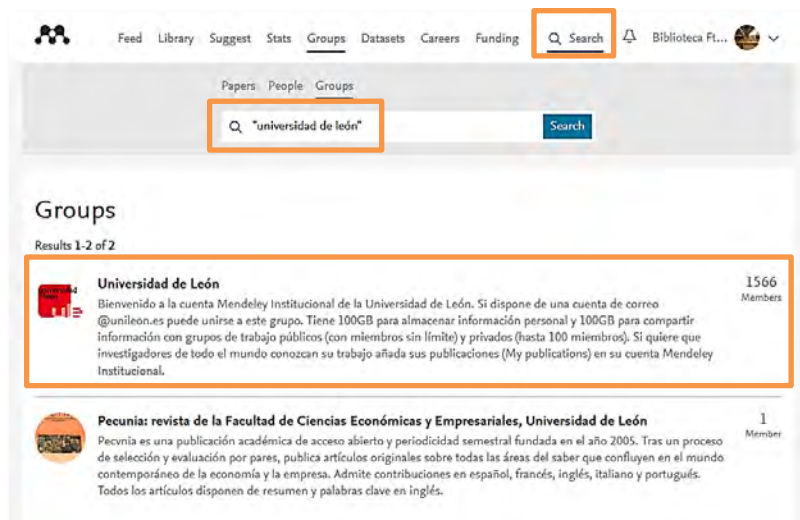 Feed Library Suggest Stats Groups Datasets Careers Funding Search Biblioteca Ft...
Papers People Groups
"universidad de león" Search
Groups
Results 1-2 of 2
Universidad de León 1566
Bienvenido a la cuenta Mendeley Institucional de la Universidad de León. Si dispone de una cuenta de correo Members
@unileon.es puede unirse a este grupo. Tiene 100GB para almacenar información personal y 100GB para compartir
información con grupos de trabajo públicos (con miembros sin límite) y privados (hasta 100 miembros). Si quiere que
investigadores de todo el mundo conozcan su trabajo añada sus publicaciones (My publications) en su cuenta Mendeley
Institucional.
Pecunia: revista de la Facultad de Ciencias Económicas y Empresariales, Universidad de León 1
Pecvnia es una publicación académica de acceso abierto y periodicidad semestral fundada en el año 2005. Tras un proceso Member
de selección y evaluación por pares, publica artículos originales sobre todas las áreas del saber que confluyen en el mundo
contemporáneo de la economía y la empresa. Admite contribuciones en español, francés, inglés, italiano y portugués.
Todos los artículos disponen de resumen y palabras clave en inglés.